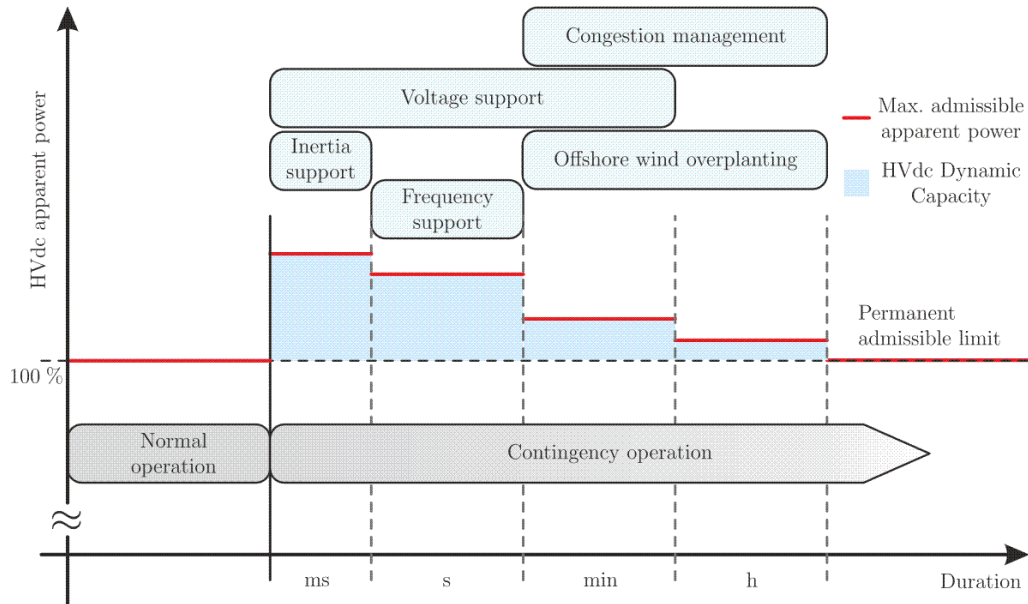 Congestion management
Voltage support
Inertia
support
Offshore wind overplanting
Frequency
support
Max. admissible
apparent power
HVdc Dynamic
Capacity
HVdc apparent power
Permanent
admissible limit
100 %
Normal
operation
Contingency operation
≈
ms
s
min
h
Duration